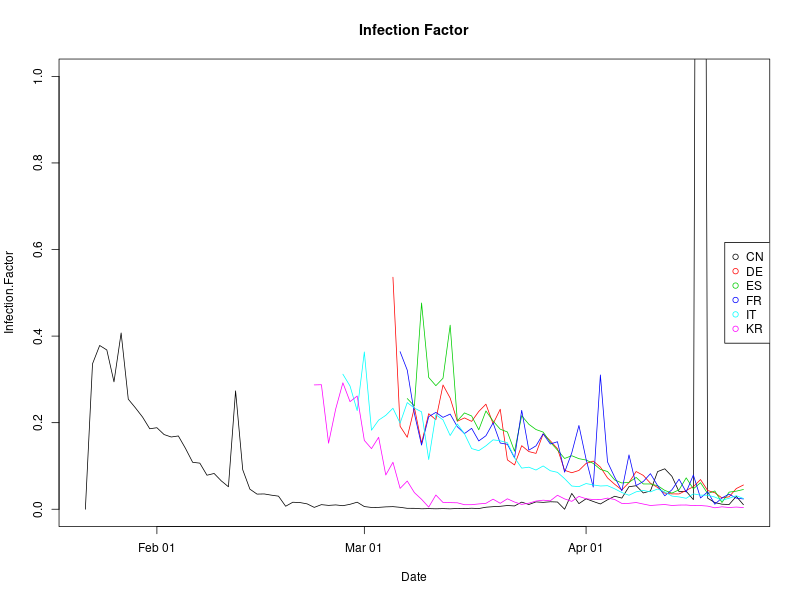 Infection Factor
1.0
0.8
0.6
0.4
0.2
0.0
Infection.Factor
CN
DE
ES
FR
IT
KR
Feb 01
Mar 01
Apr 01
Date